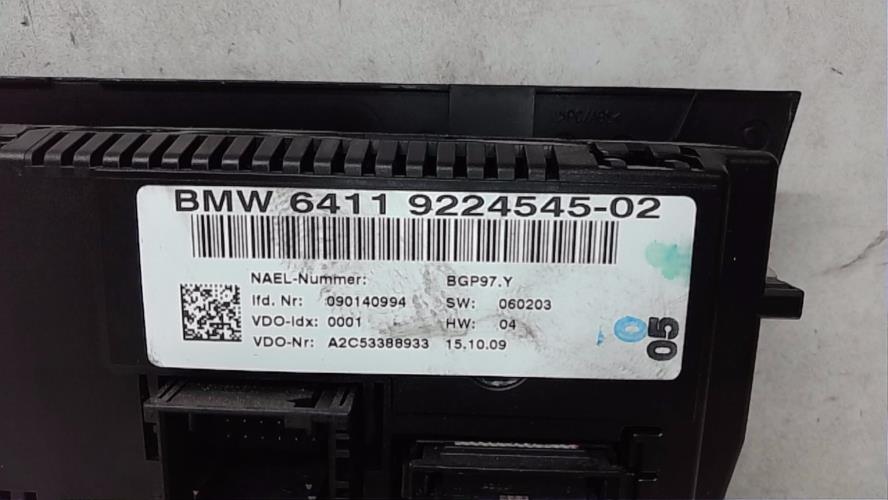 BMW 6411 9224545-02
NAEL-Nummer: BGP97.Y
lfd. Nr: 090140994 SW: 060203
VDO-Idx: 0001 HW: 04
VDO-Nr: A2C53388933 15.10.09
0
05